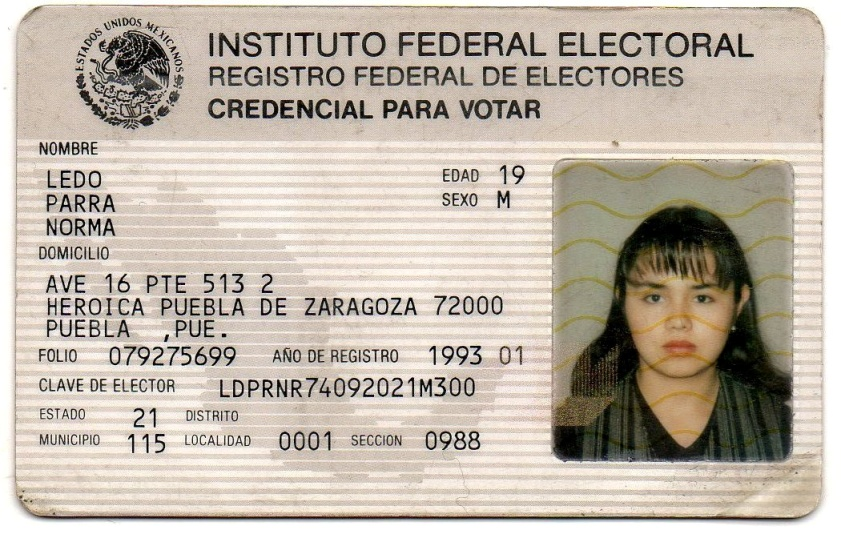 ESTADOS UNIDOS MEXICANOS
INSTITUTO FEDERAL ELECTORAL
REGISTRO FEDERAL DE ELECTORES
CREDENCIAL PARA VOTAR
NOMBRE
LEDO
PARRA
NORMA
EDAD 19
SEXO M
DOMICILIO
AVE 16 PTE 513 2
HEROICA PUEBLA DE ZARAGOZA 72000
PUEBLA ,PUE.
FOLIO 079275699 AÑO DE REGISTRO 1993 01
CLAVE DE ELECTOR LDPRNR74092021M300
ESTADO 21 DISTRITO
MUNICIPIO 115 LOCALIDAD 0001 SECCION 0988